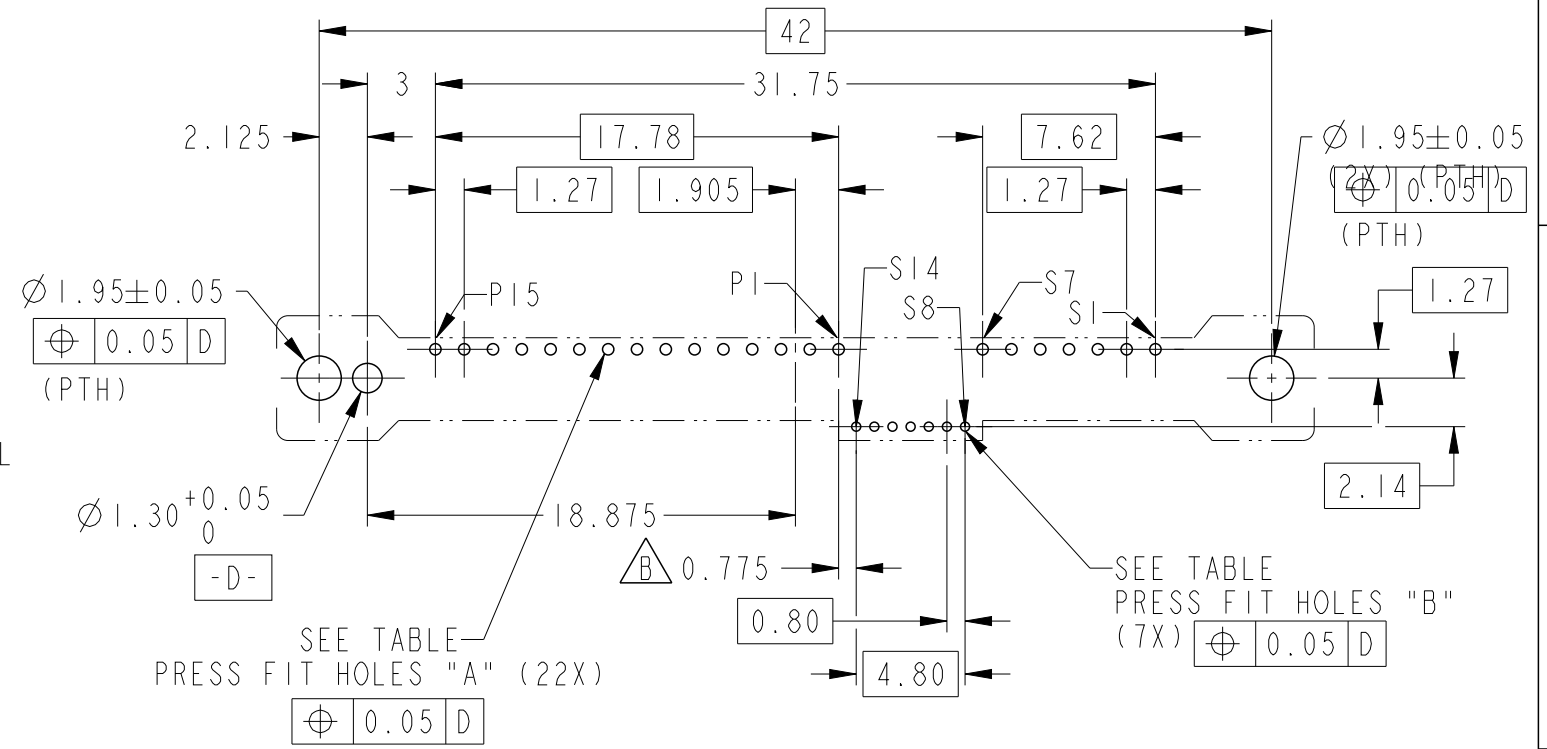 42
3
31.75
2.125
17.78
7.62
Ø1.95±0.05
(2X) (PTH)
⌖ 0.05 D
(PTH)
1.27
1.905
1.27
S14
P1
S7
P15
S8
S1
1.27
Ø1.95±0.05
⌖ 0.05 D
(PTH)
L
2.14
Ø1.30 +0.05
0
-D-
18.875
B 0.775
SEE TABLE
PRESS FIT HOLES "B"
(7X) ⌖ 0.05 D
0.80
SEE TABLE
PRESS FIT HOLES "A" (22X)
4.80
⌖ 0.05 D